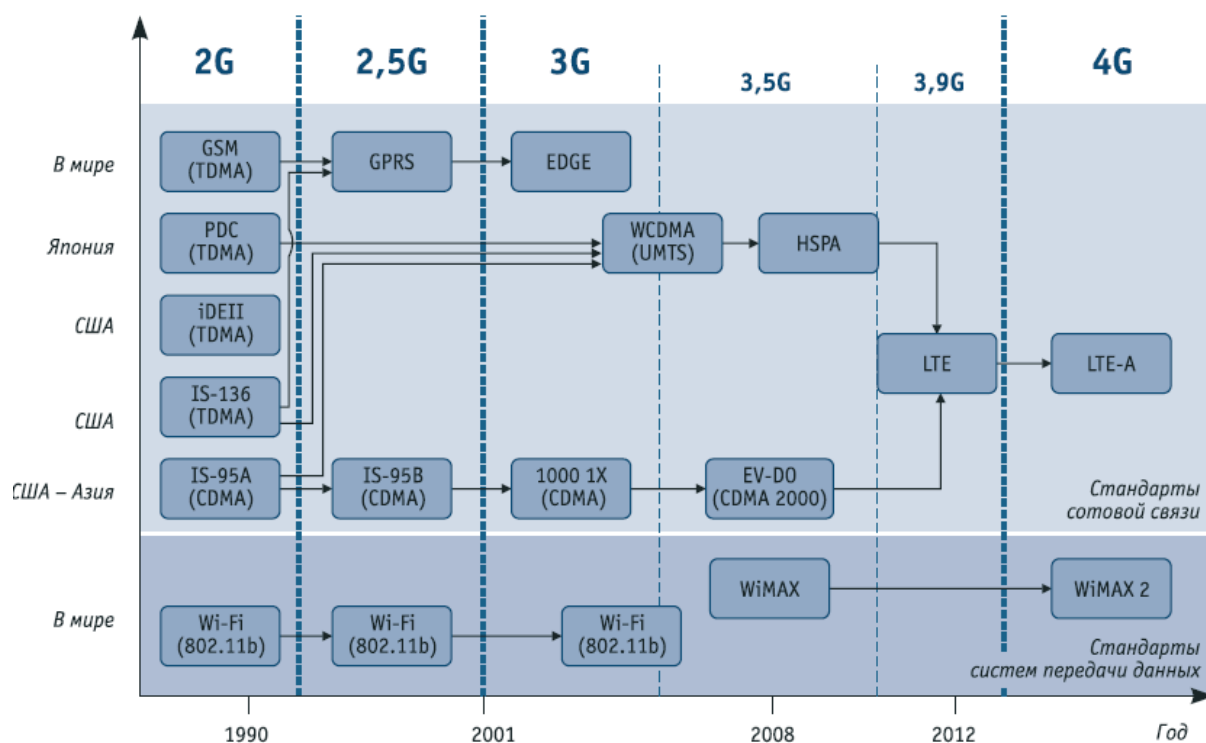 2G
2,5G
3G
3,5G
3,9G
4G
В мире
GSM
(TDMA)
GPRS
EDGE
Япония
PDC
(TDMA)
WCDMA
(UMTS)
HSPA
США
iDEII
(TDMA)
LTE
LTE-A
США
IS-136
(TDMA)
США – Азия
IS-95A
(CDMA)
IS-95B
(CDMA)
1000 1X
(CDMA)
EV-DO
(CDMA 2000)
Стандарты
сотовой связи
В мире
Wi-Fi
(802.11b)
Wi-Fi
(802.11b)
Wi-Fi
(802.11b)
WiMAX
WiMAX 2
Стандарты
систем передачи данных
1990
2001
2008
2012
Год